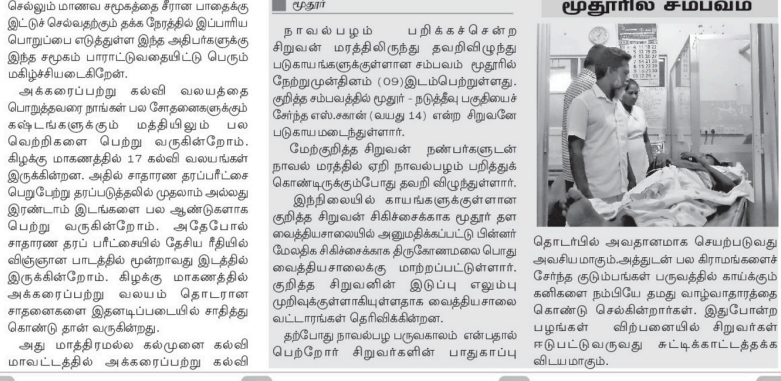 செல்லும் மாணவ சமூகத்தை சீரான பாதைக்கு
இட்டுச் செல்வதற்கும் தக்க நேரத்தில் இப்பாரிய
பொறுப்பை எடுத்துள்ள இந்த அதிபர்களுக்கு
இந்த சமூகம் பாராட்டுவதையிட்டு பெரும்
மகிழ்ச்சியடைகிறேன்.
அக்கரைப்பற்று கல்வி வலயத்தை
பொறுத்தவரை நாங்கள் பல சோதனைகளுக்கும்
கஷ்டங்களுக்கும் மத்தியிலும் பல
வெற்றிகளை பெற்று வருகின்றோம்.
கிழக்கு மாகணத்தில் 17 கல்வி வலயங்கள்
இருக்கின்றன. அதில் சாதாரண தரப்பரீட்சை
பெறுபேற்று தரப்படுத்தலில் முதலாம் அல்லது
இரண்டாம் இடங்களை பல ஆண்டுகளாக
பெற்று வருகின்றோம். அதேபோல்
சாதாரண தரப் பரீட்சையில் தேசிய ரீதியில்
விஞ்ஞான பாடத்தில் மூன்றாவது இடத்தில்
இருக்கின்றோம். கிழக்கு மாகணத்தில்
அக்கரைப்பற்று வலயம் தொடரான
சாதனைகளை இதனடிப்படையில் சாதித்து
கொண்டு தான் வருகின்றது.
அது மாத்திரமல்ல கல்முனை கல்வி
மாவட்டத்தில் அக்கரைப்பற்று கல்வி
மூதூர்
நாவல்பழம் பறிக்கச்சென்ற
சிறுவன் மரத்திலிருந்து தவறிவிழுந்து
படுகாயங்களுக்குள்ளான சம்பவம் மூதூரில்
நேற்றுமுன்தினம் (09)இடம்பெற்றுள்ளது.
குறித்த சம்பவத்தில் மூதூர் - நடுத்தீவு பகுதியைச்
சேர்ந்த எஸ்.சகான் (வயது 14) என்ற சிறுவனே
படுகாயமடைந்துள்ளார்.
மேற்குறித்த சிறுவன் நண்பர்களுடன்
நாவல் மரத்தில் ஏறி நாவல்பழம் பறித்துக்
கொண்டிருக்கும்போது தவறி விழுந்துள்ளார்.
இந்நிலையில் காயங்களுக்குள்ளான
குறித்த சிறுவன் சிகிச்சைக்காக மூதூர் தள
வைத்தியசாலையில் அனுமதிக்கப்பட்டு பின்னர்
மேலதிக சிகிச்சைக்காக திருகோணமலை பொது
வைத்தியசாலைக்கு மாற்றப்பட்டுள்ளார்.
குறித்த சிறுவனின் இடுப்பு எலும்பு
முறிவுக்குள்ளாகியுள்ளதாக வைத்தியசாலை
வட்டாரங்கள் தெரிவிக்கின்றன.
தற்போது நாவல்பழ பருவகாலம் என்பதால்
பெற்றோர் சிறுவர்களின் பாதுகாப்பு
மூதூரில் சம்பவம்
தொடர்பில் அவதானமாக செயற்படுவது
அவசியமாகும்.அத்துடன் பல கிராமங்களைச்
சேர்ந்த குடும்பங்கள் பருவத்தில் காய்க்கும்
கனிகளை நம்பியே தமது வாழ்வாதாரத்தை
கொண்டு செல்கின்றார்கள். இதுபோன்ற
பழங்கள் விற்பனையில் சிறுவர்கள்
ஈடுபட்டுவருவது சுட்டிக்காட்டத்தக்க
விடயமாகும்.